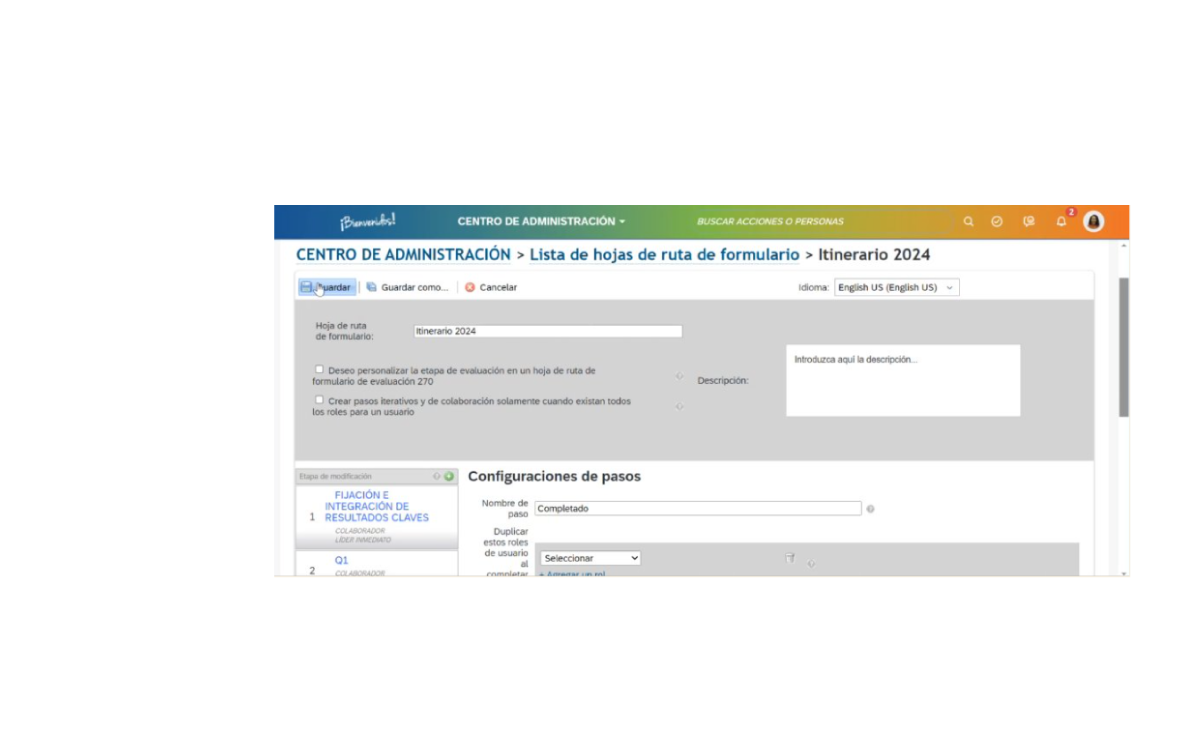 ¡Bienvenid@s!
CENTRO DE ADMINISTRACIÓN
BUSCAR ACCIONES O PERSONAS
2
CENTRO DE ADMINISTRACIÓN > Lista de hojas de ruta de formulario > Itinerario 2024
Guardar
Guardar como...
Cancelar
Idioma: English US (English US)
Hoja de ruta
de formulario:
Itinerario 2024
Deseo personalizar la etapa de evaluación en un hoja de ruta de
formulario de evaluación 270
Crear pasos iterativos y de colaboración solamente cuando existan todos
los roles para un usuario
Descripción:
Introduzca aquí la descripción...
Etapa de modificación
1
FIJACIÓN E
INTEGRACIÓN DE
RESULTADOS CLAVES
COLABORADOR
LÍDER INMEDIATO
2
Q1
COLABORADOR
Configuraciones de pasos
Nombre de
paso
Completado
Duplicar
estos roles
de usuario
al
completar
Seleccionar
+ Agregar un rol